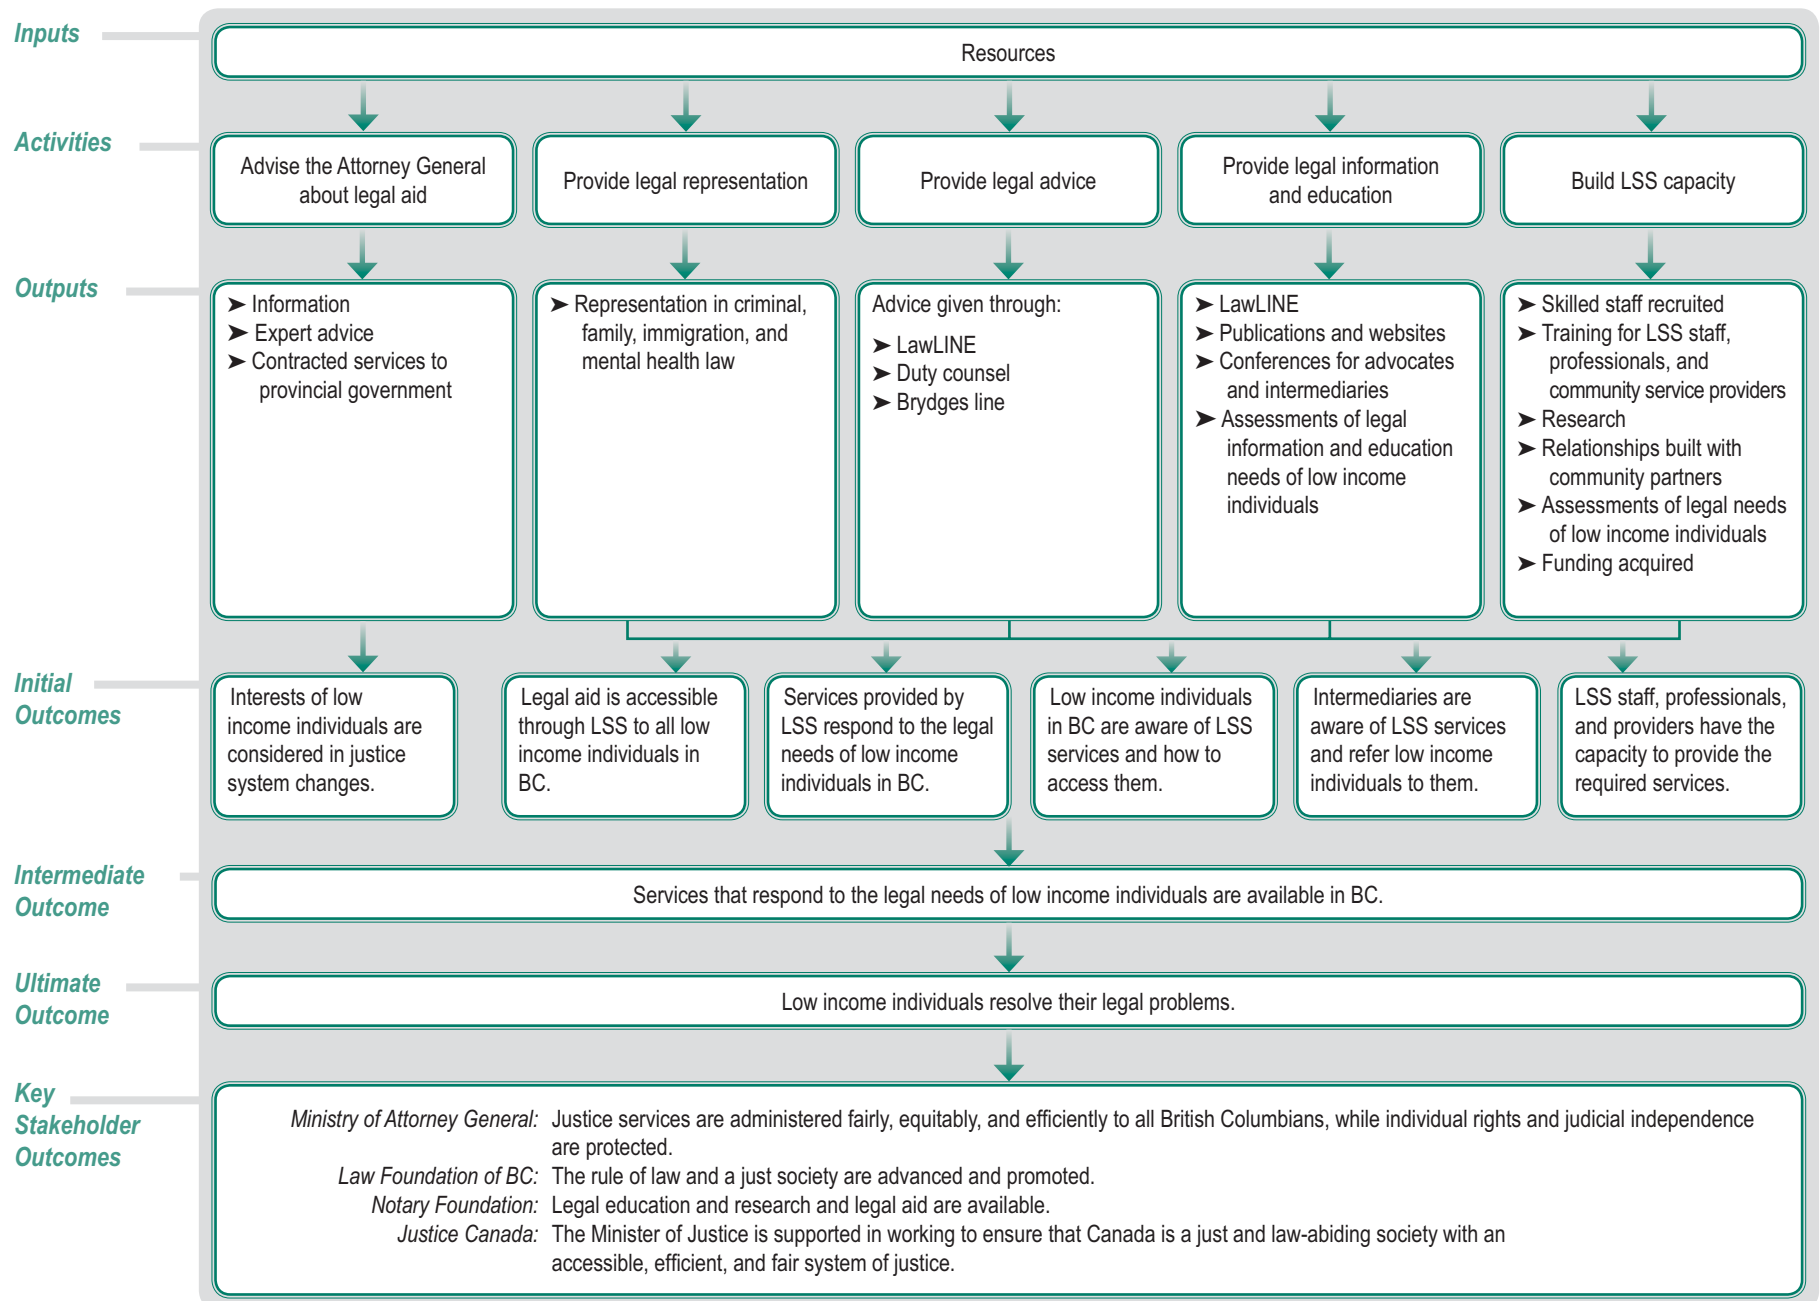 Inputs
Resources
Activities
Advise the Attorney General
about legal aid
Provide legal representation
Provide legal advice
Provide legal information
and education
Build LSS capacity
Outputs
➤ Information
➤ Expert advice
➤ Contracted services to
provincial government
➤ Representation in criminal,
family, immigration, and
mental health law
Advice given through:
➤ LawLINE
➤ Duty counsel
➤ Brydges line
➤ LawLINE
➤ Publications and websites
➤ Conferences for advocates
and intermediaries
➤ Assessments of legal
information and education
needs of low income
individuals
➤ Skilled staff recruited
➤ Training for LSS staff,
professionals, and
community service providers
➤ Research
➤ Relationships built with
community partners
➤ Assessments of legal needs
of low income individuals
➤ Funding acquired
Initial
Outcomes
Interests of low
income individuals are
considered in justice
system changes.
Legal aid is accessible
through LSS to all low
income individuals in
BC.
Services provided by
LSS respond to the legal
needs of low income
individuals in BC.
Low income individuals
in BC are aware of LSS
services and how to
access them.
Intermediaries are
aware of LSS services
and refer low income
individuals to them.
LSS staff, professionals,
and providers have the
capacity to provide the
required services.
Intermediate
Outcome
Services that respond to the legal needs of low income individuals are available in BC.
Ultimate
Outcome
Low income individuals resolve their legal problems.
Key
Stakeholder
Outcomes
Ministry of Attorney General: Justice services are administered fairly, equitably, and efficiently to all British Columbians, while individual rights and judicial independence
are protected.
Law Foundation of BC: The rule of law and a just society are advanced and promoted.
Notary Foundation: Legal education and research and legal aid are available.
Justice Canada: The Minister of Justice is supported in working to ensure that Canada is a just and law-abiding society with an
accessible, efficient, and fair system of justice.